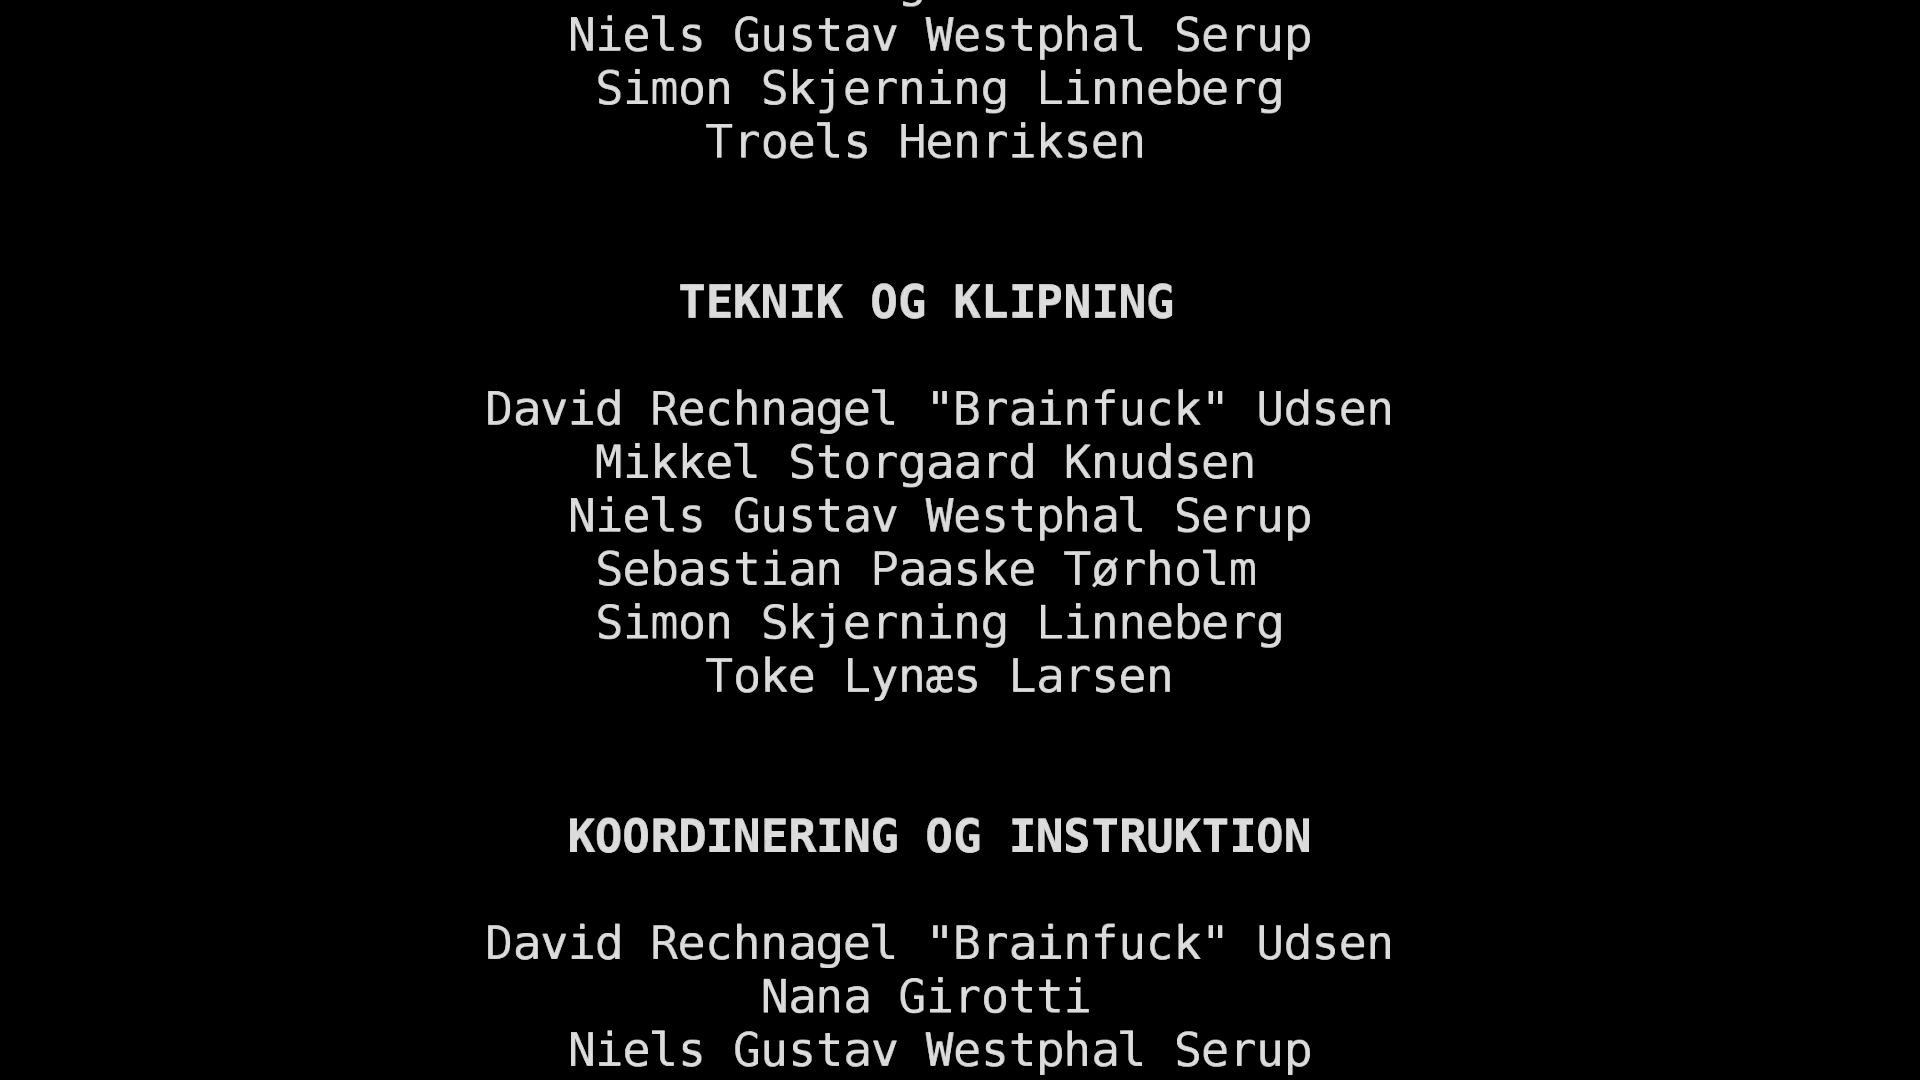 Niels Gustav Westphal Serup
Simon Skjerning Linneberg
Troels Henriksen
TEKNIK OG KLIPNING
David Rechnagel "Brainfuck" Udsen
Mikkel Storgaard Knudsen
Niels Gustav Westphal Serup
Sebastian Paaske Tørholm
Simon Skjerning Linneberg
Toke Lynæs Larsen
KOORDINERING OG INSTRUKTION
David Rechnagel "Brainfuck" Udsen
Nana Girotti
Niels Gustav Westphal Serup